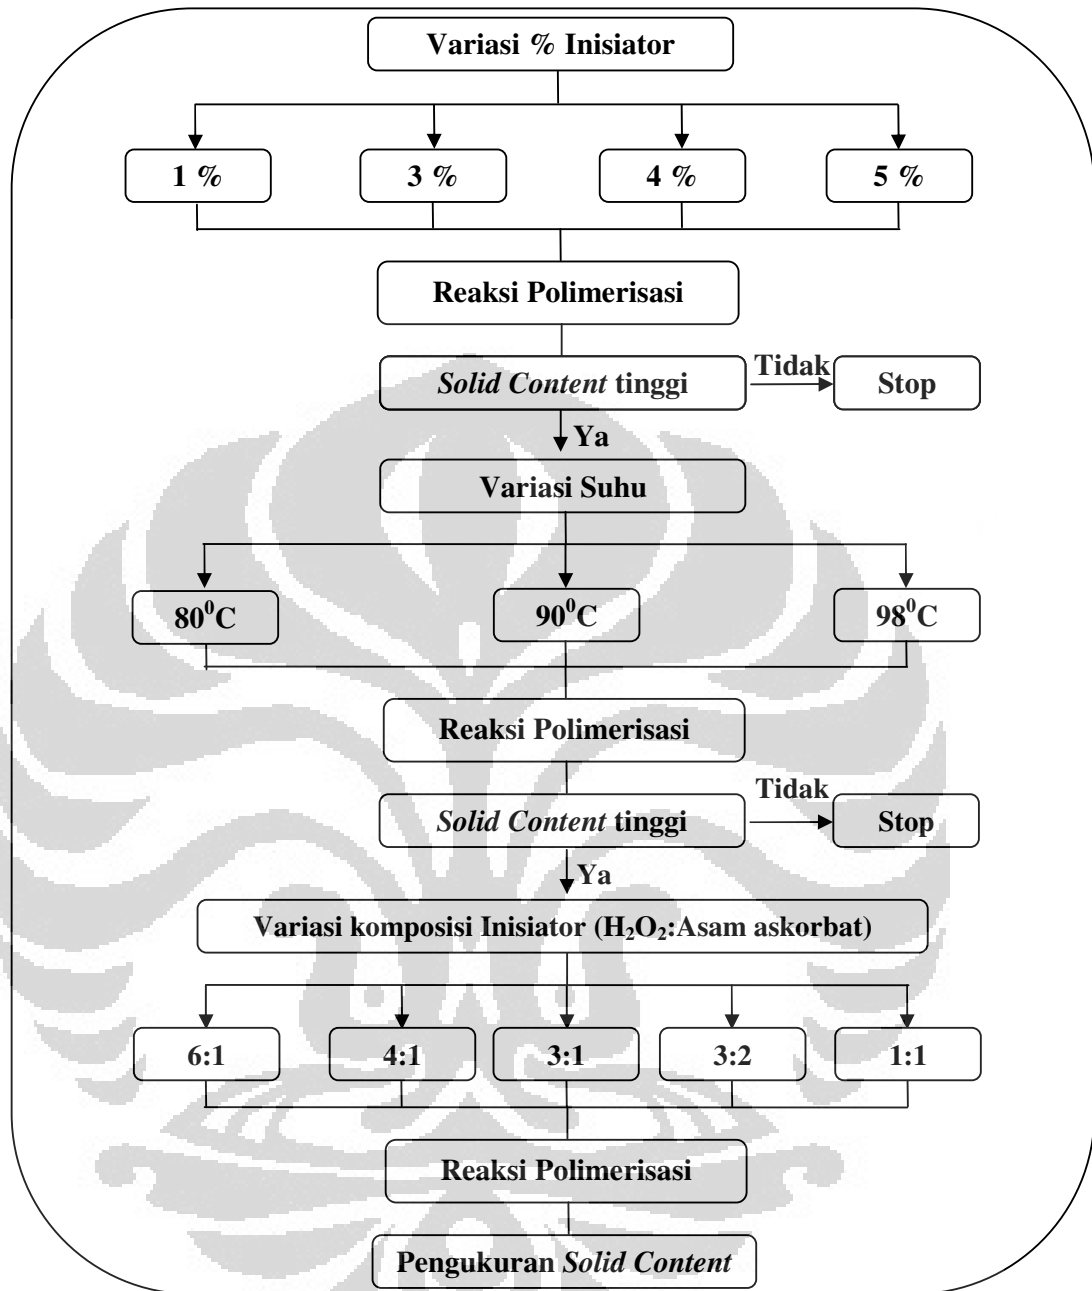 Variasi % Inisiator
1 % 3 % 4 % 5 %
Reaksi Polimerisasi
Solid Content tinggi Tidak Stop
Ya
Variasi Suhu
80⁰C 90⁰C 98⁰C
Reaksi Polimerisasi
Tidak
Solid Content tinggi Stop
Ya
Variasi komposisi Inisiator (H₂O₂:Asam askorbat)
6:1 4:1 3:1 3:2 1:1
Reaksi Polimerisasi
Pengukuran Solid Content